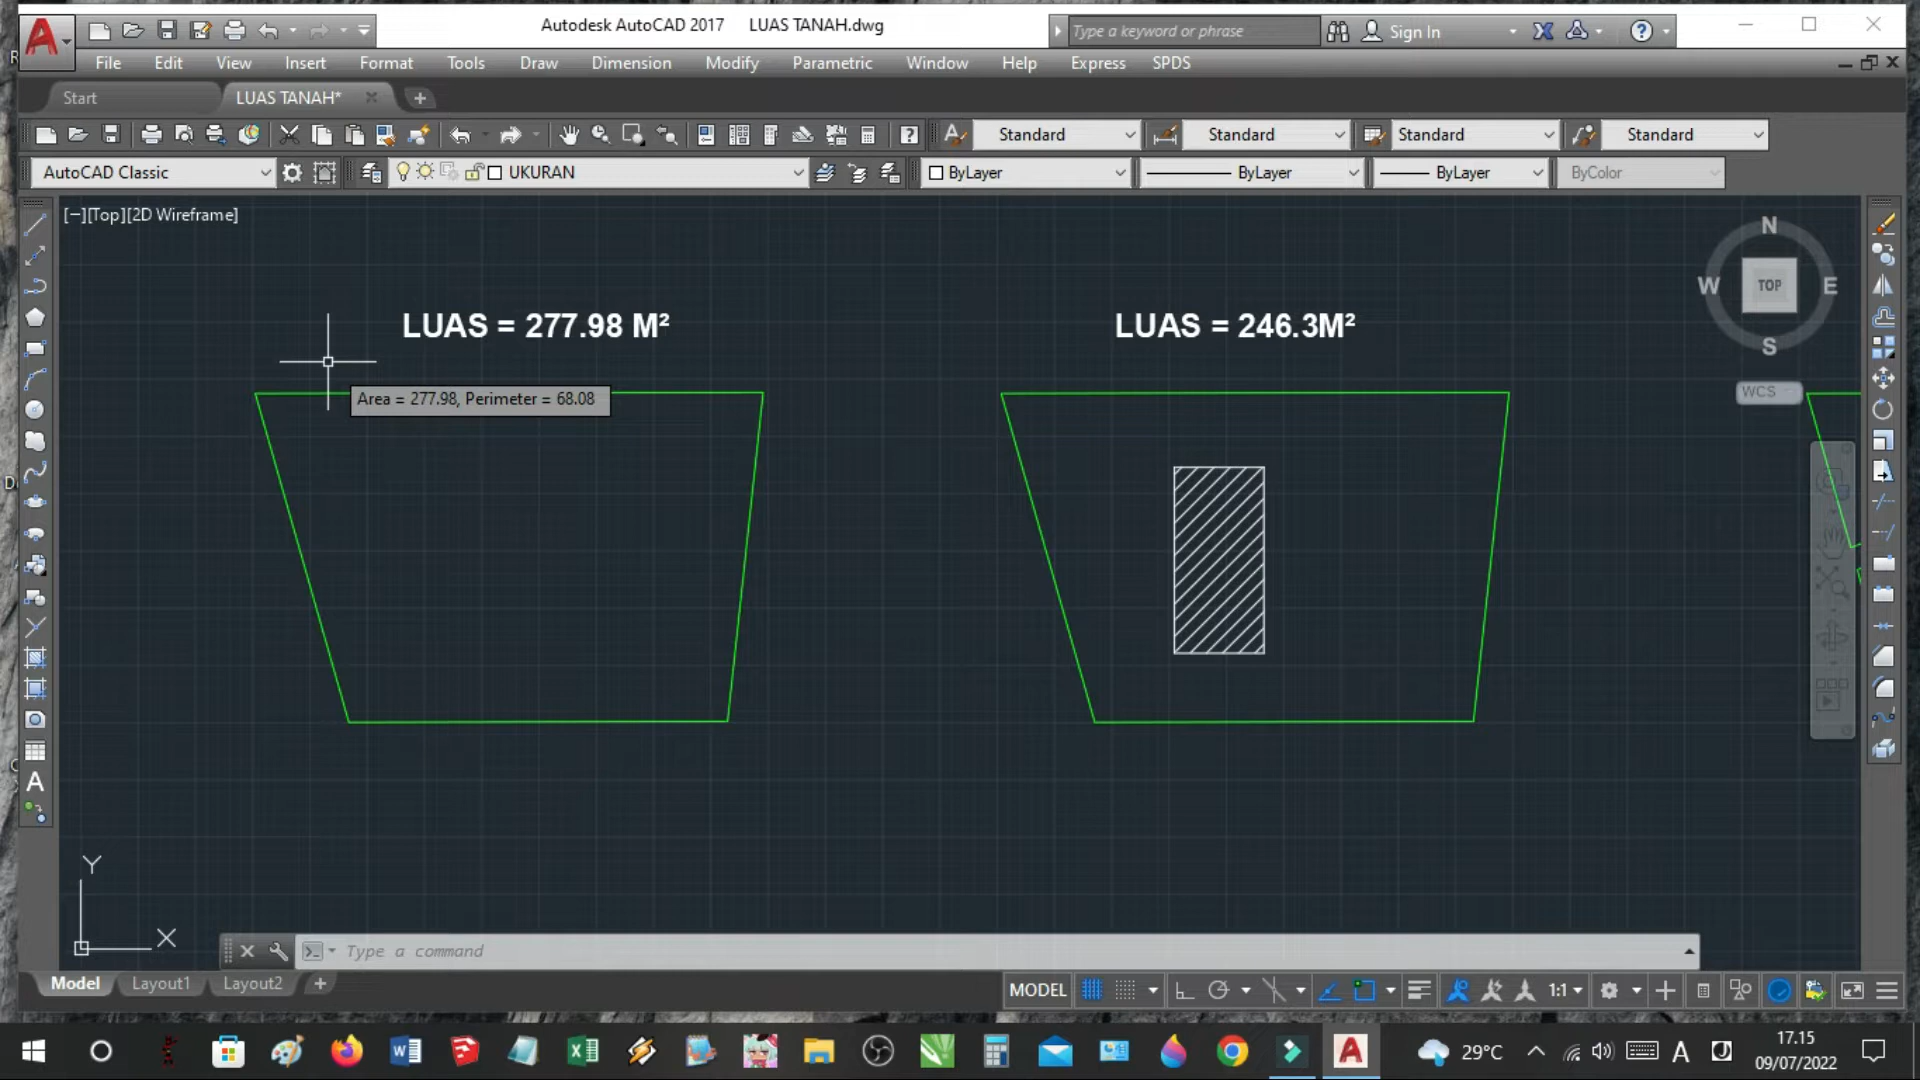 Autodesk AutoCAD 2017 LUAS TANAH.dwg
Type a keyword or phrase
Sign In
File Edit View Insert Format Tools Draw Dimension Modify Parametric Window Help Express SPDS
Start LUAS TANAH*
Standard Standard Standard Standard
AutoCAD Classic UKURAN ByLayer ByLayer ByLayer ByColor
[−][Top][2D Wireframe]
N
W TOP E
S
WCS
LUAS = 277.98 M² LUAS = 246.3M²
Area = 277.98, Perimeter = 68.08
Y
X
Type a command
Model Layout1 Layout2 +
MODEL 1:1
29°C
A
17.15
09/07/2022